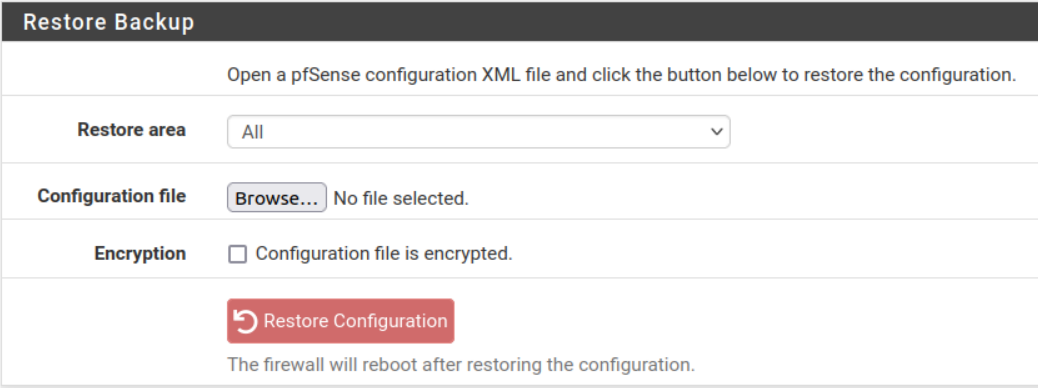 Restore Backup
Open a pfSense configuration XML file and click the button below to restore the configuration.
Restore area All
Configuration file Browse... No file selected.
Encryption Configuration file is encrypted.
Restore Configuration
The firewall will reboot after restoring the configuration.